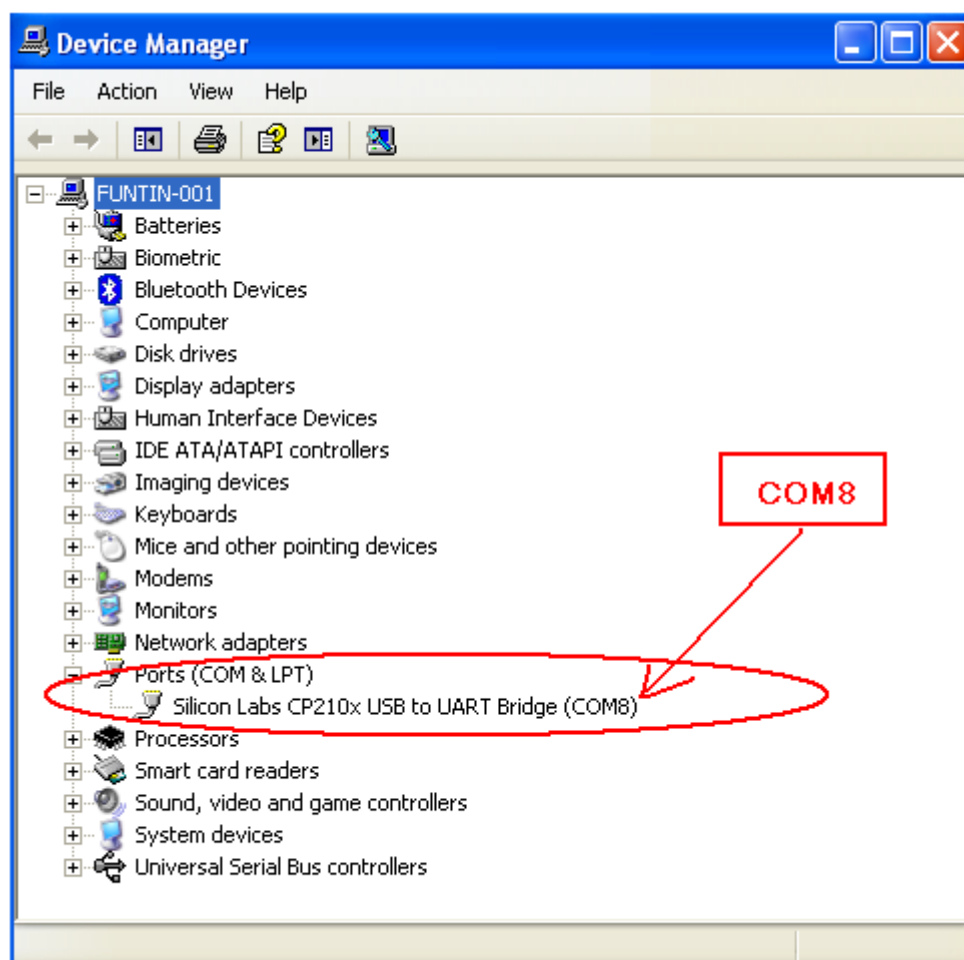 Device Manager
File Action View Help
FUNTIN-001
Batteries
Biometric
Bluetooth Devices
Computer
Disk drives
Display adapters
Human Interface Devices
IDE ATA/ATAPI controllers
Imaging devices
COM8
Keyboards
Mice and other pointing devices
Modems
Monitors
Network adapters
Ports (COM & LPT)
Silicon Labs CP210x USB to UART Bridge (COM8)
Processors
Smart card readers
Sound, video and game controllers
System devices
Universal Serial Bus controllers